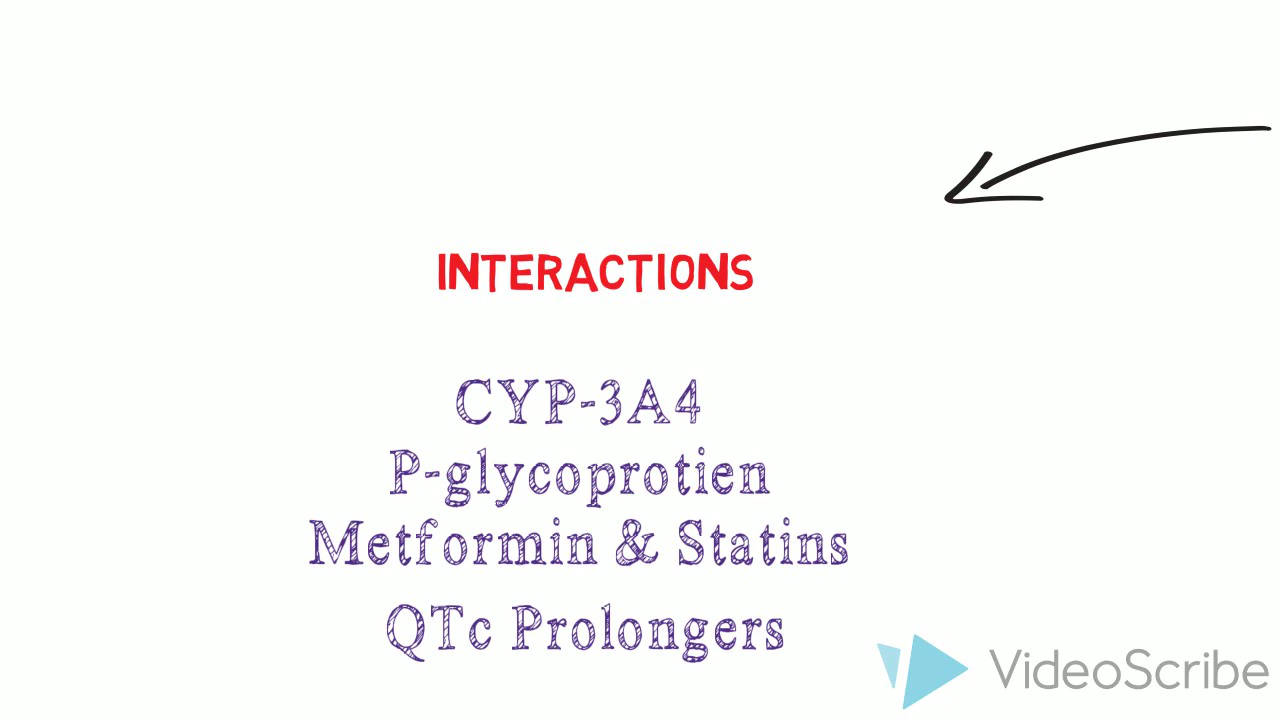 INTERACTIONS
CYP-3A4
P-glycoprotien
Metformin & Statins
QTc Prolongers
VideoScribe